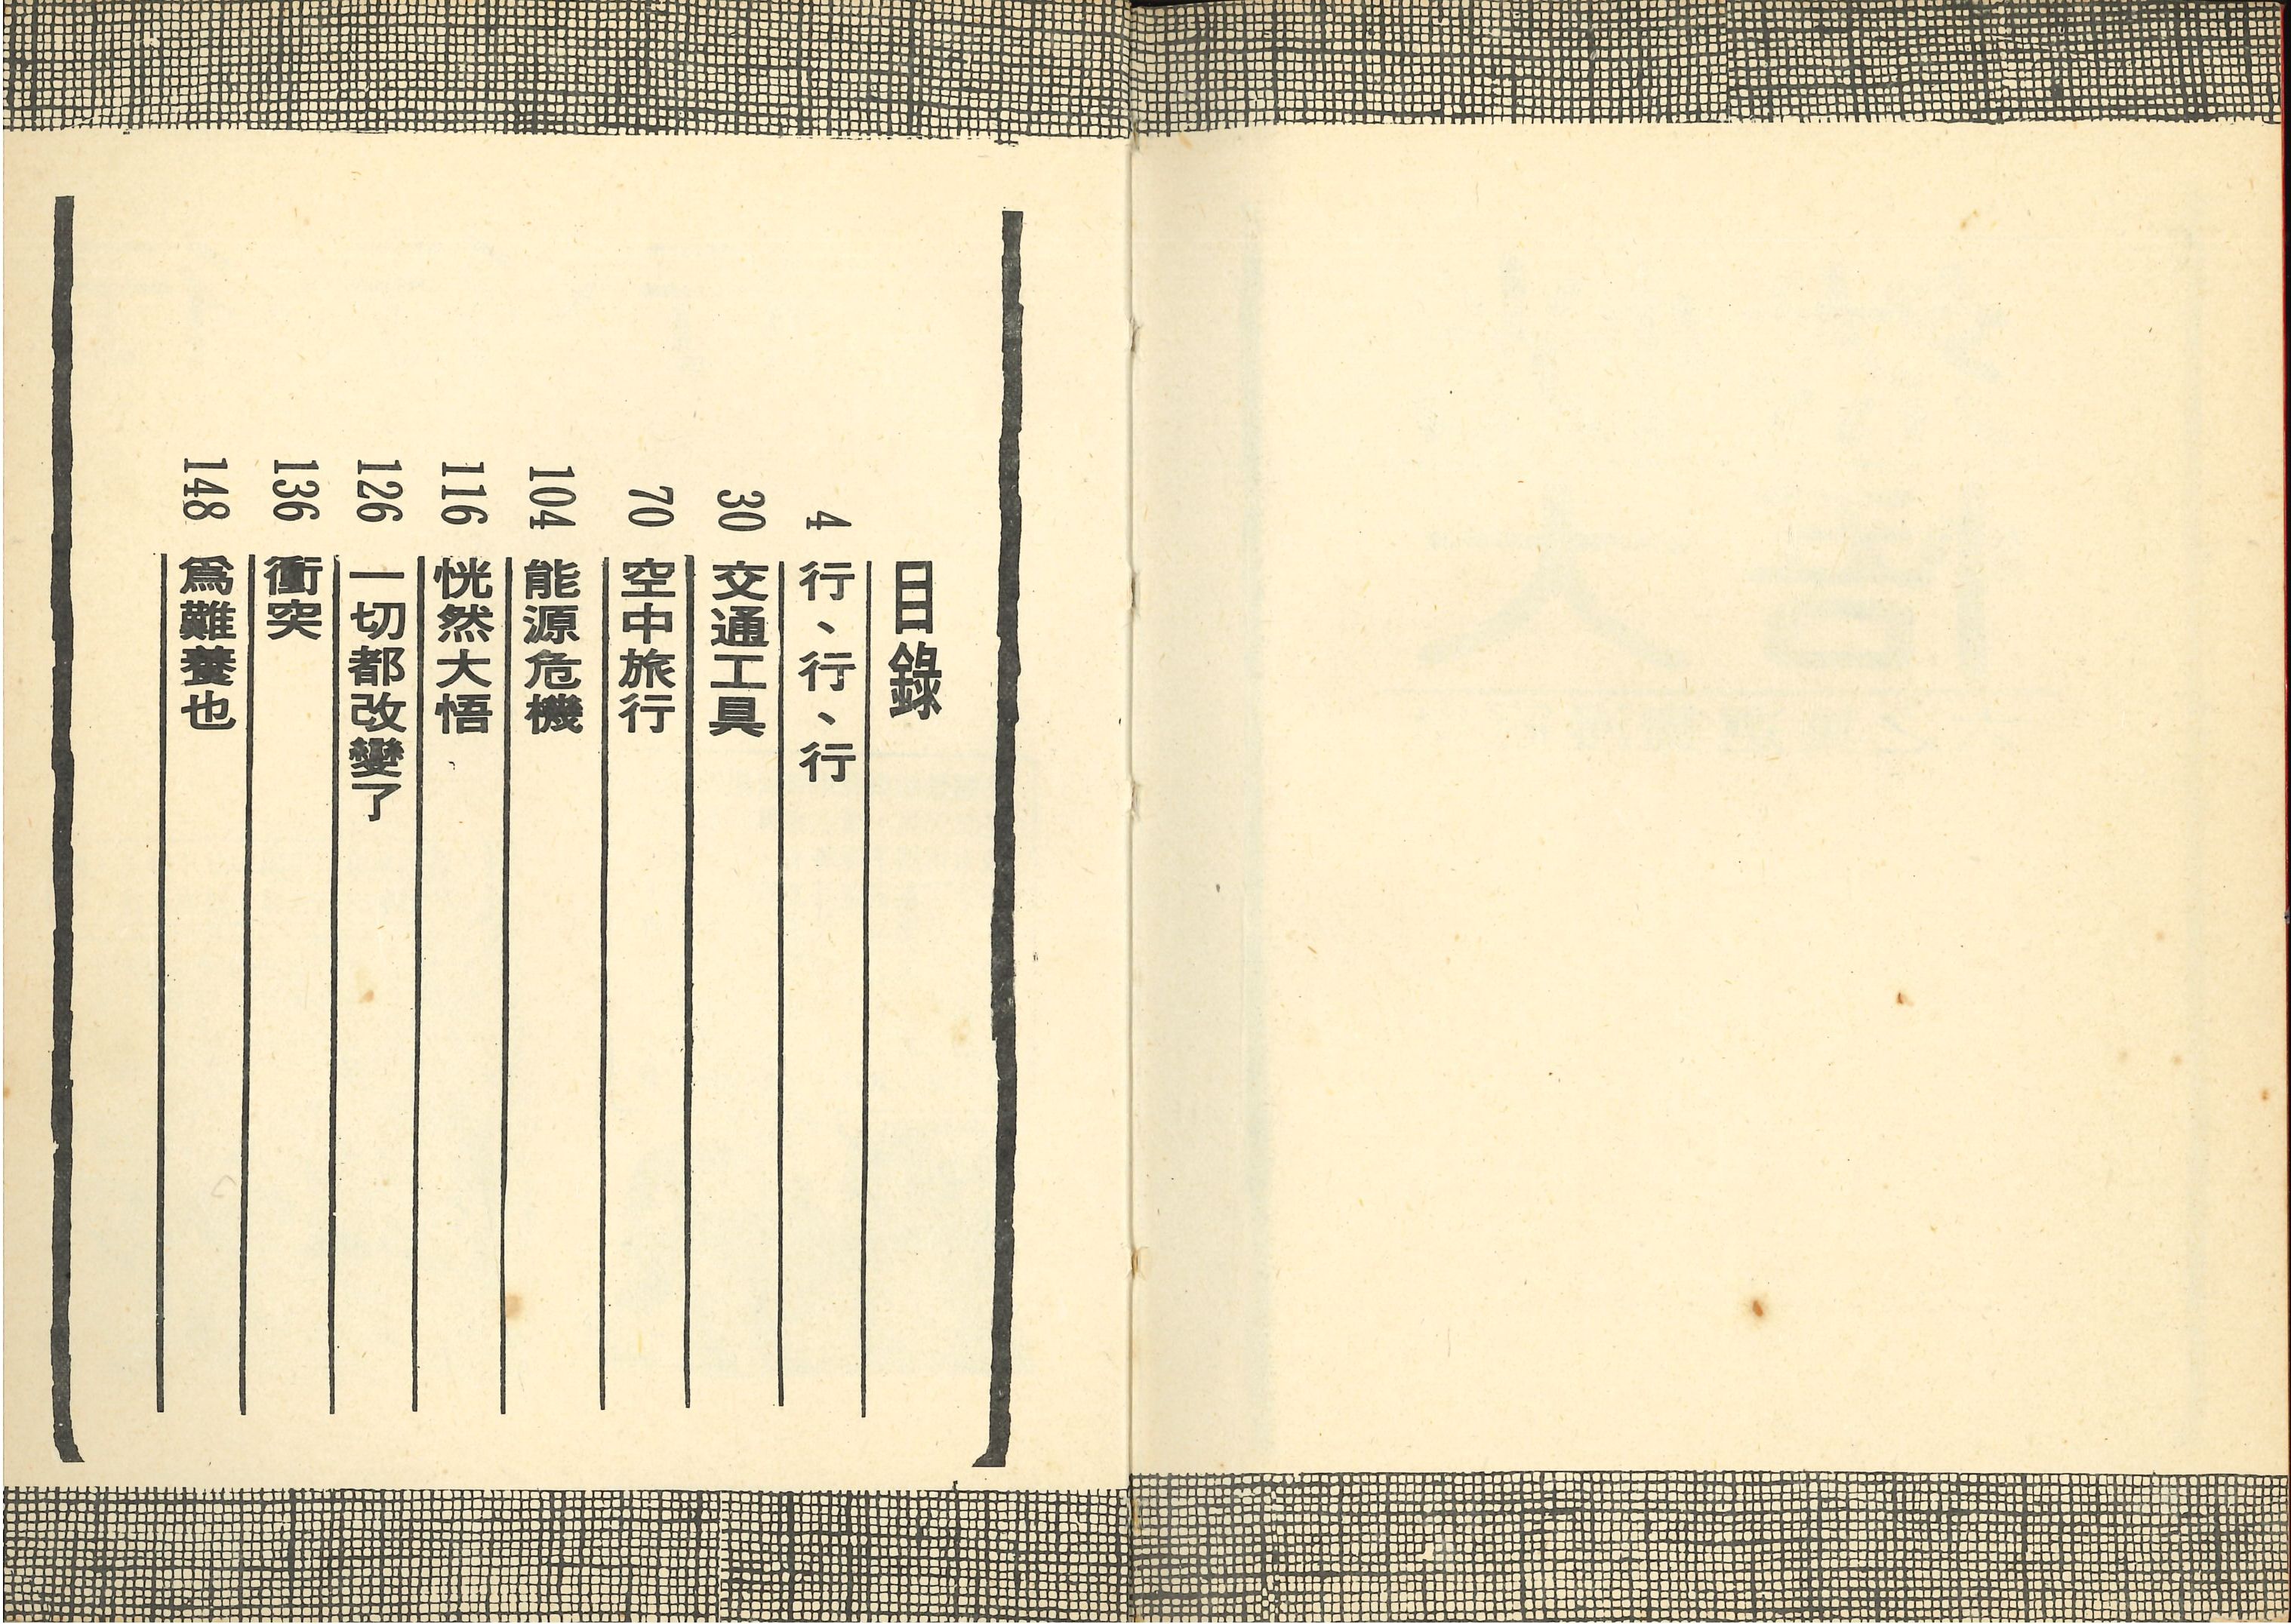 目錄
4 行、行、行
30 交通工具
70 空中旅行
104 能源危機
116 恍然大悟
126 一切都改變了
136 衝突
148 爲難養也